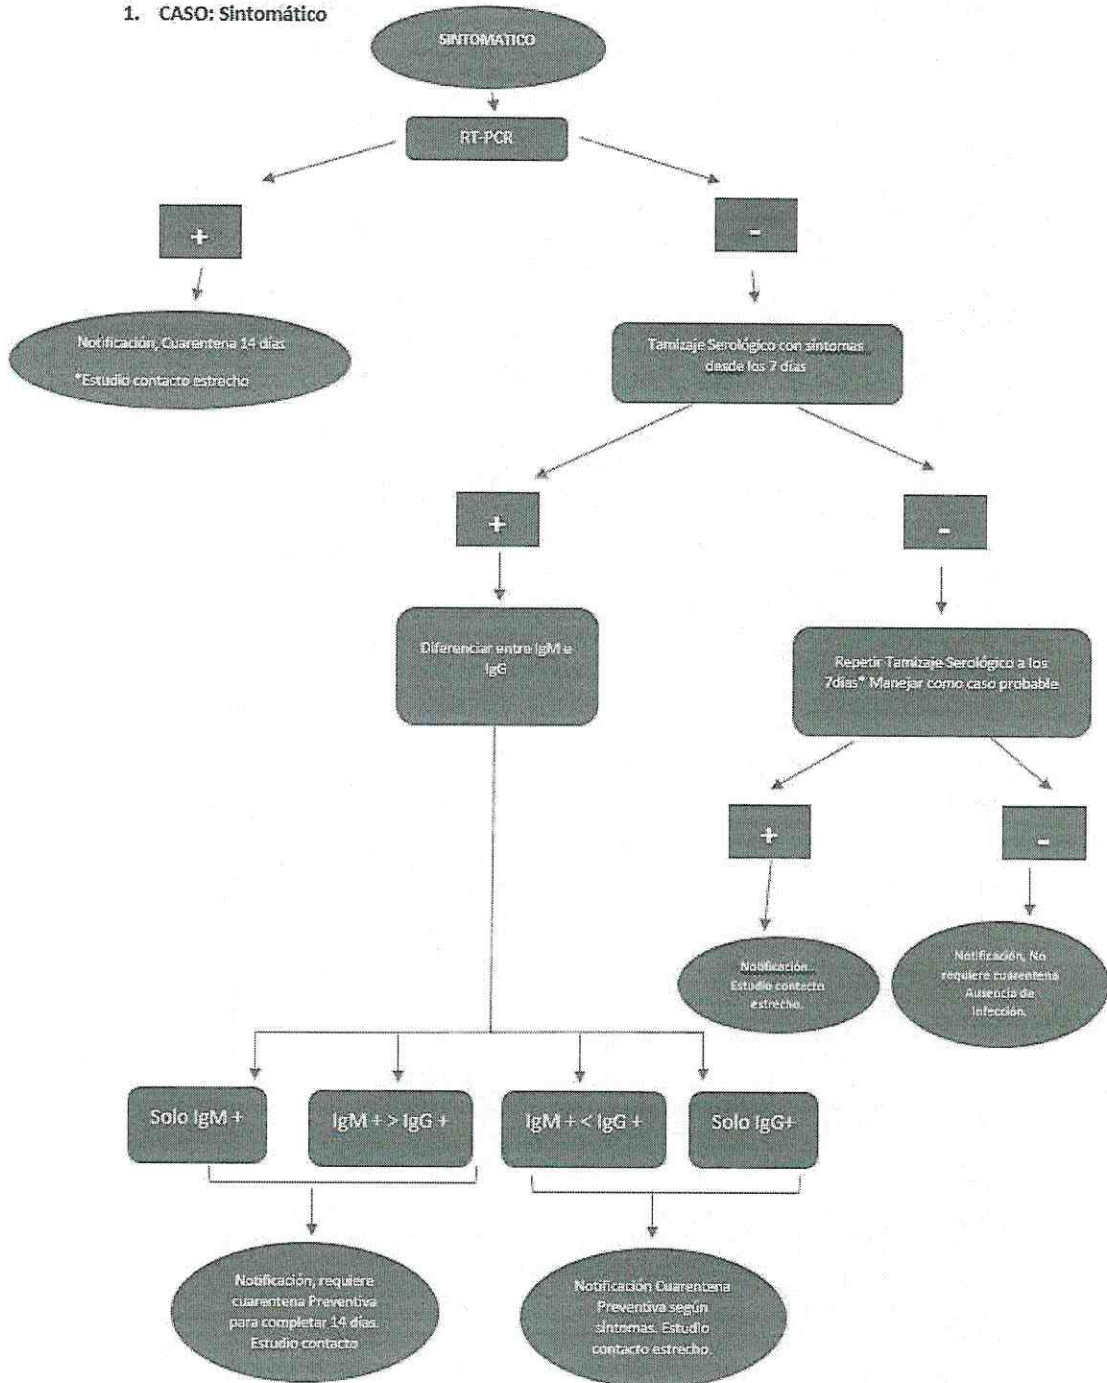 1. CASO: Sintomático
SINTOMATICO
RT-PCR
+
-
Notificación, Cuarentena 14 días
*Estudio contacto estrecho
Tamizaje Serológico con síntomas
desde los 7 días
+
-
Diferenciar entre IgM e
IgG
Repetir Tamizaje Serológico a los
7dias* Manejar como caso probable
+
-
Notificación..
Estudio contacto
estrecho.
Notificación, No
requiere cuarentena
Ausencia de
Infección.
Solo IgM +
IgM + > IgG +
IgM + < IgG +
Solo IgG+
Notificación, requiere
cuarentena Preventiva
para completar 14 días.
Estudio contacto
Notificación Cuarentena
Preventiva según
síntomas. Estudio
contacto estrecho.